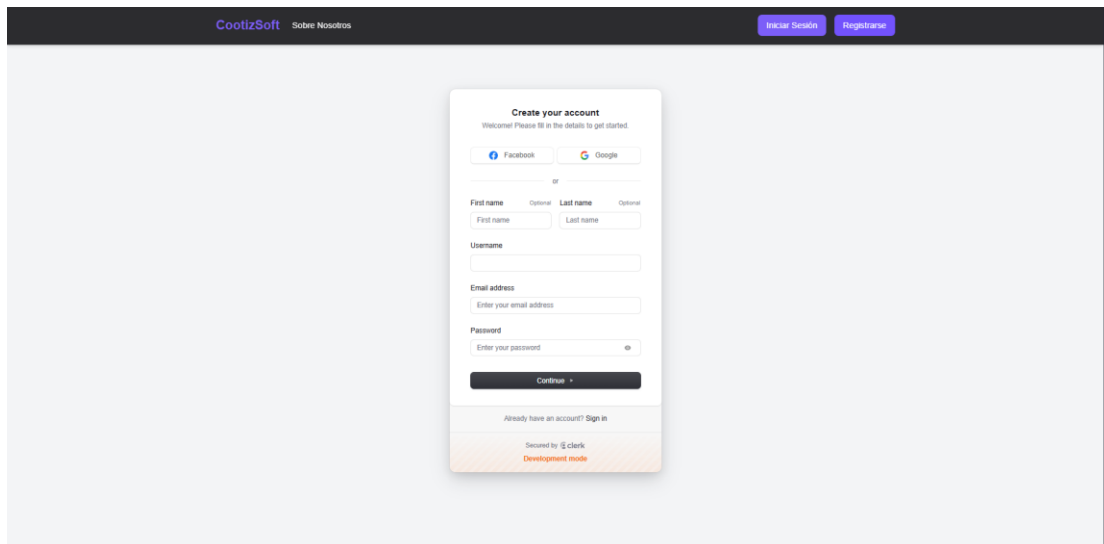 CootizSoft Sobre Nosotros Iniciar Sesión Registrarse
Create your account
Welcome! Please fill in the details to get started.
Facebook Google
or
First name Optional Last name Optional
First name Last name
Username
Email address
Enter your email address
Password
Enter your password
Continue
Already have an account? Sign in
Secured by clerk
Development mode